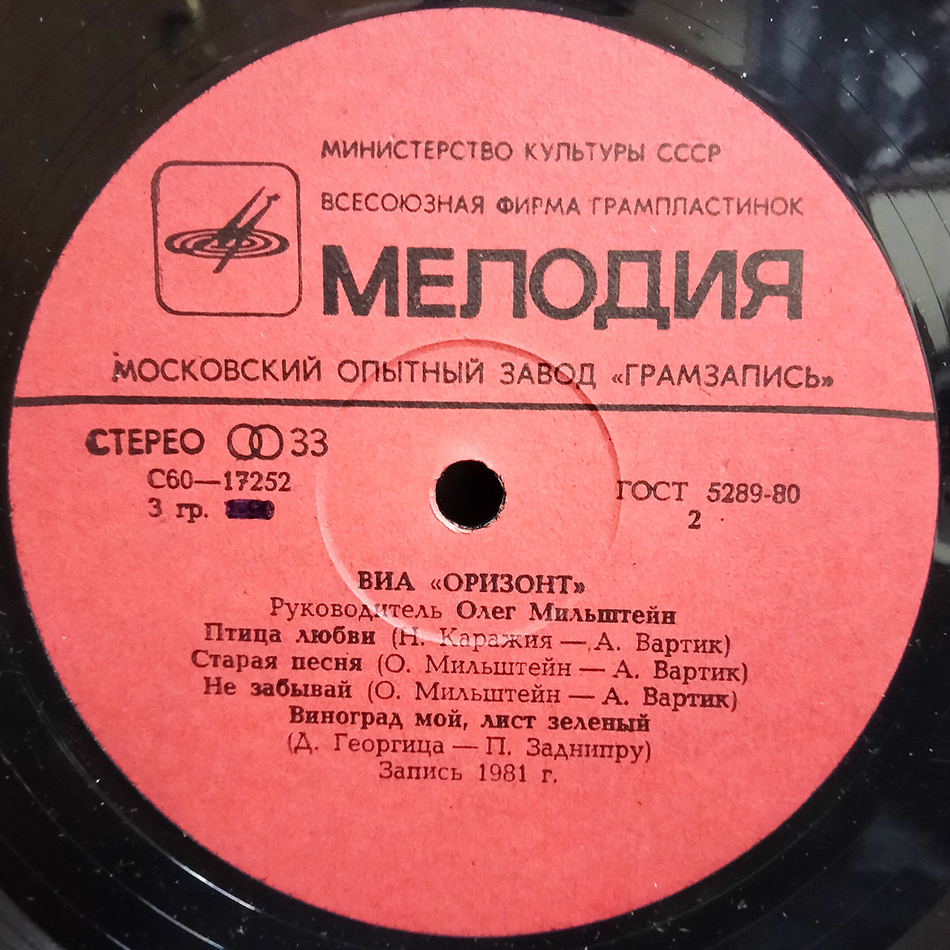 МИНИСТЕРСТВО КУЛЬТУРЫ СССР
ВСЕСОЮЗНАЯ ФИРМА ГРАМПЛАСТИНОК
МЕЛОДИЯ
МОСКОВСКИЙ ОПЫТНЫЙ ЗАВОД «ГРАМЗАПИСЬ»
СТЕРЕО 33
С60—17252
3 гр.
ГОСТ 5289-80
2
ВИА «ОРИЗОНТ»
Руководитель Олег Мильштейн
Птица любви (Н. Каражия — А. Вартик)
Старая песня (О. Мильштейн — А. Вартик)
Не забывай (О. Мильштейн — А. Вартик)
Виноград мой, лист зеленый
(Д. Георгица — П. Заднипру)
Запись 1981 г.